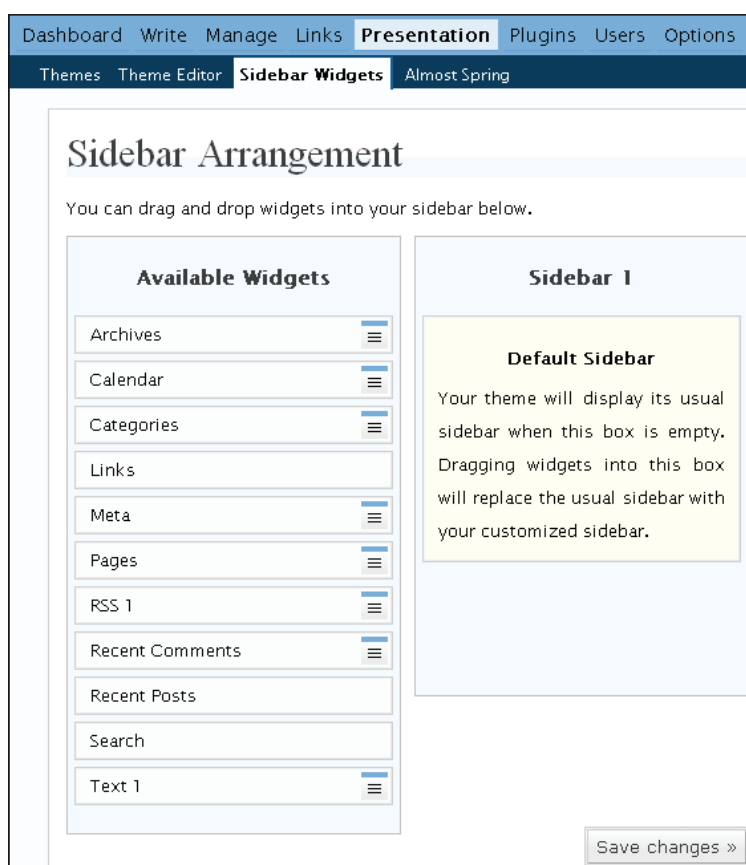 Dashboard Write Manage Links Presentation Plugins Users Options
Themes Theme Editor Sidebar Widgets Almost Spring
Sidebar Arrangement
You can drag and drop widgets into your sidebar below.
Available Widgets
Archives
Calendar
Categories
Links
Meta
Pages
RSS 1
Recent Comments
Recent Posts
Search
Text 1
Sidebar 1
Default Sidebar
Your theme will display its usual
sidebar when this box is empty.
Dragging widgets into this box
will replace the usual sidebar with
your customized sidebar.
Save changes »